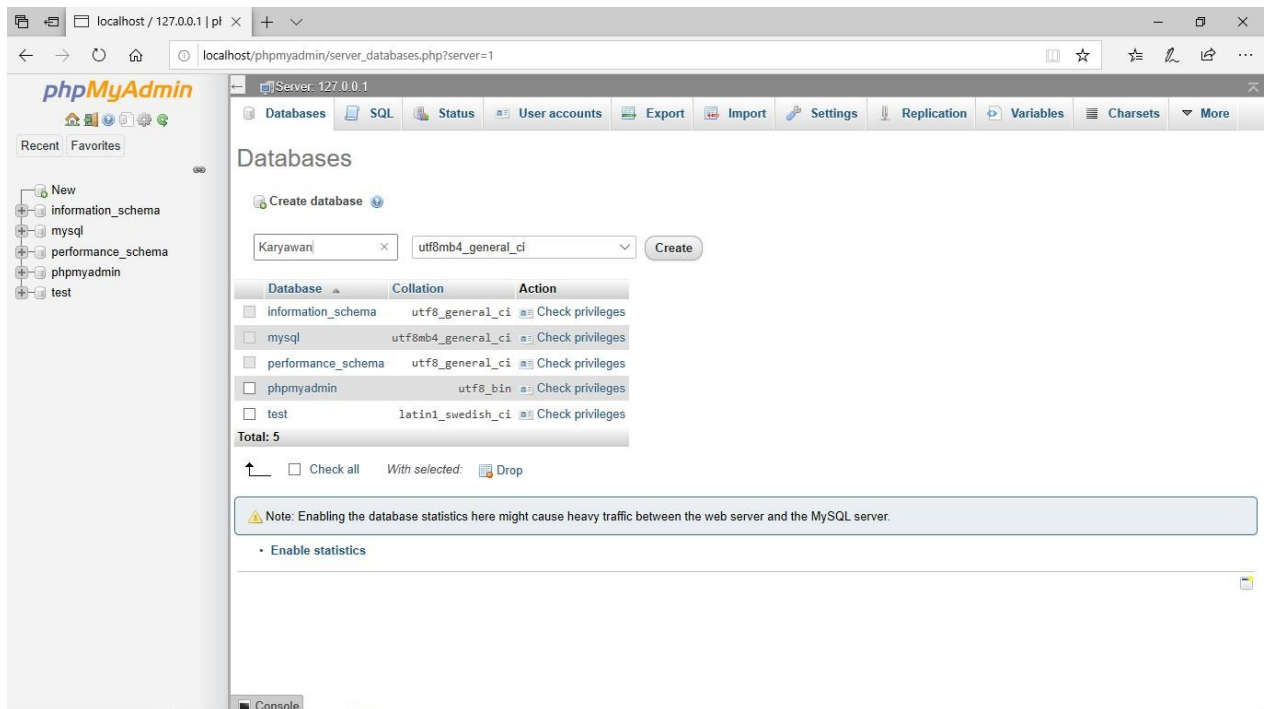 localhost / 127.0.0.1 | pl
localhost/phpmyadmin/server_databases.php?server=1
phpMyAdmin
Recent Favorites
New
information_schema
mysql
performance_schema
phpmyadmin
test
Server: 127.0.0.1
Databases SQL Status User accounts Export Import Settings Replication Variables Charsets More
Databases
Create database
Karyawan utf8mb4_general_ci Create
Database Collation Action
information_schema utf8_general_ci Check privileges
mysql utf8mb4_general_ci Check privileges
performance_schema utf8_general_ci Check privileges
phpmyadmin utf8_bin Check privileges
test latin1_swedish_ci Check privileges
Total: 5
Check all With selected: Drop
Note: Enabling the database statistics here might cause heavy traffic between the web server and the MySQL server.
• Enable statistics
Console